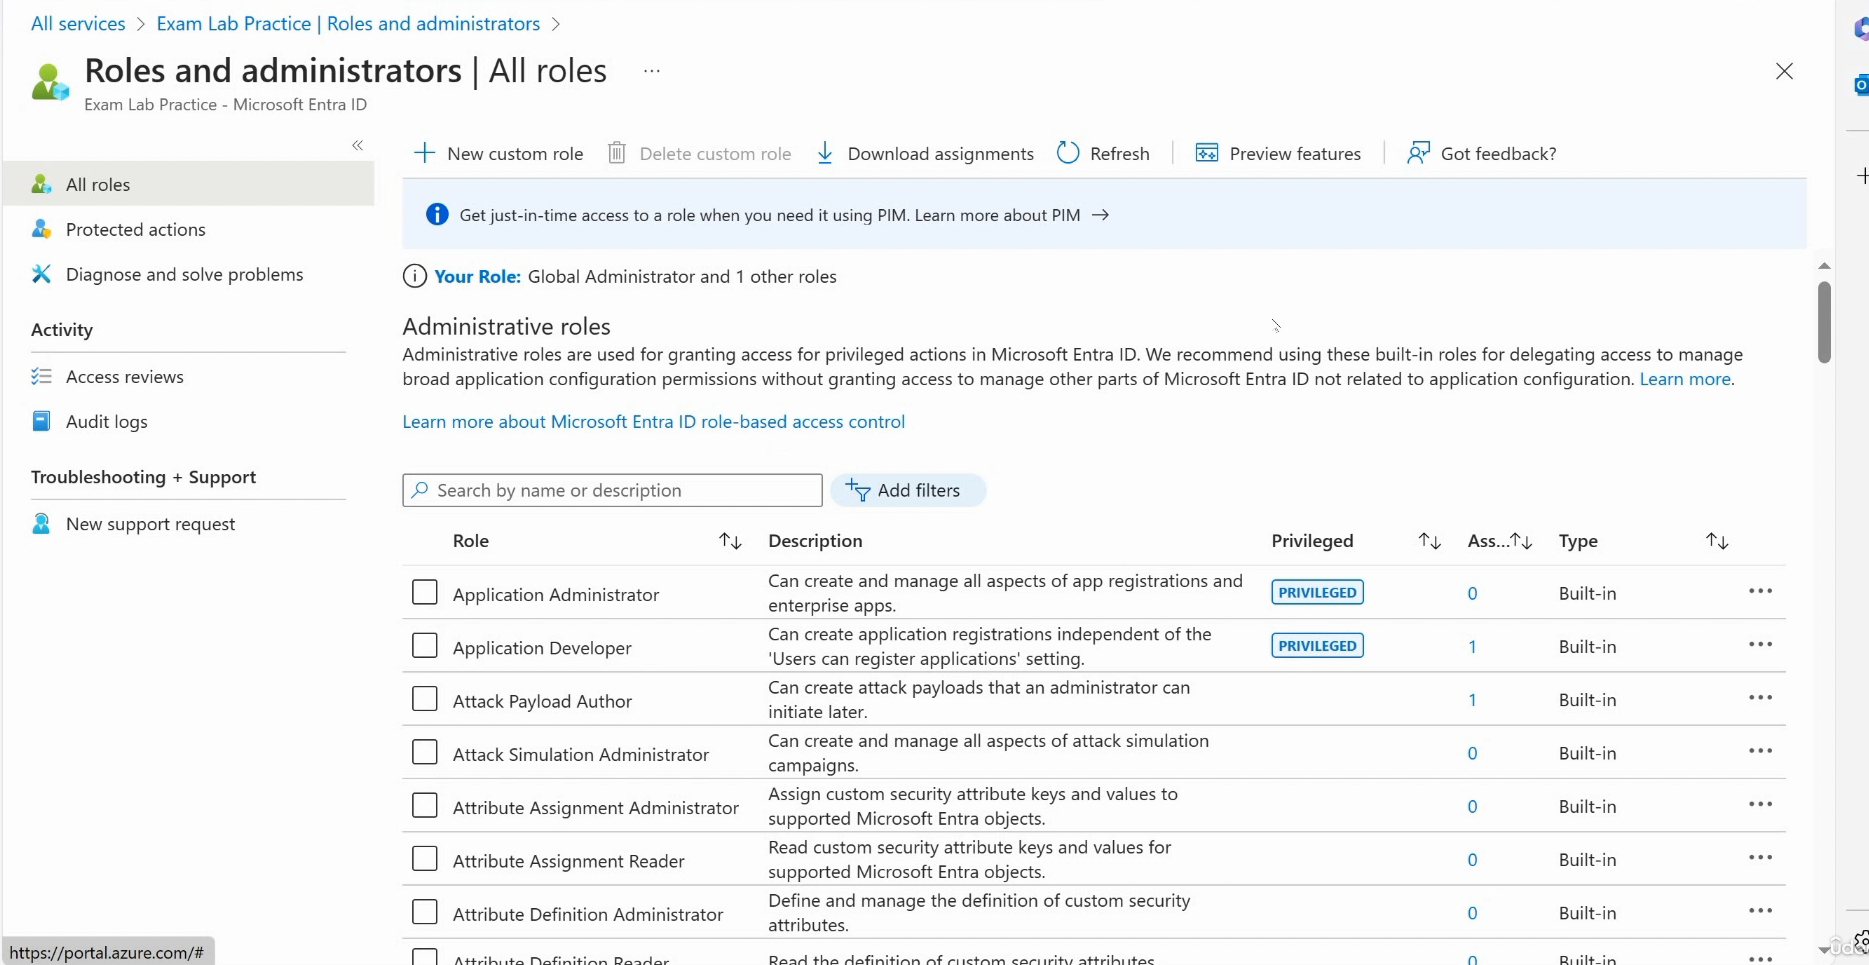 All services > Exam Lab Practice | Roles and administrators >
Roles and administrators | All roles ...
Exam Lab Practice - Microsoft Entra ID
«
All roles
Protected actions
Diagnose and solve problems
Activity
Access reviews
Audit logs
Troubleshooting + Support
New support request
New custom role Delete custom role Download assignments Refresh Preview features Got feedback?
Get just-in-time access to a role when you need it using PIM. Learn more about PIM →
Your Role: Global Administrator and 1 other roles
Administrative roles
Administrative roles are used for granting access for privileged actions in Microsoft Entra ID. We recommend using these built-in roles for delegating access to manage
broad application configuration permissions without granting access to manage other parts of Microsoft Entra ID not related to application configuration. Learn more.
Learn more about Microsoft Entra ID role-based access control
Search by name or description Add filters
Role ↑↓ Description Privileged ↑↓ Ass...↑↓ Type ↑↓
Application Administrator Can create and manage all aspects of app registrations and
enterprise apps. PRIVILEGED 0 Built-in ...
Application Developer Can create application registrations independent of the
'Users can register applications' setting. PRIVILEGED 1 Built-in ...
Attack Payload Author Can create attack payloads that an administrator can
initiate later. 1 Built-in ...
Attack Simulation Administrator Can create and manage all aspects of attack simulation
campaigns. 0 Built-in ...
Attribute Assignment Administrator Assign custom security attribute keys and values to
supported Microsoft Entra objects. 0 Built-in ...
Attribute Assignment Reader Read custom security attribute keys and values for
supported Microsoft Entra objects. 0 Built-in ...
Attribute Definition Administrator Define and manage the definition of custom security
attributes. 0 Built-in ...
Attribute Definition Reader Read the definition of custom security attributes. 0 Built-in ...
https://portal.azure.com/#